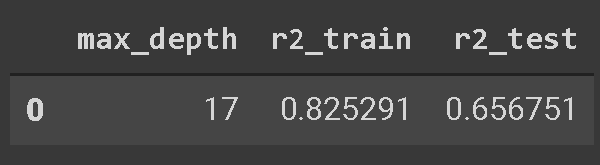 max_depth r2_train r2_test
0 17 0.825291 0.656751